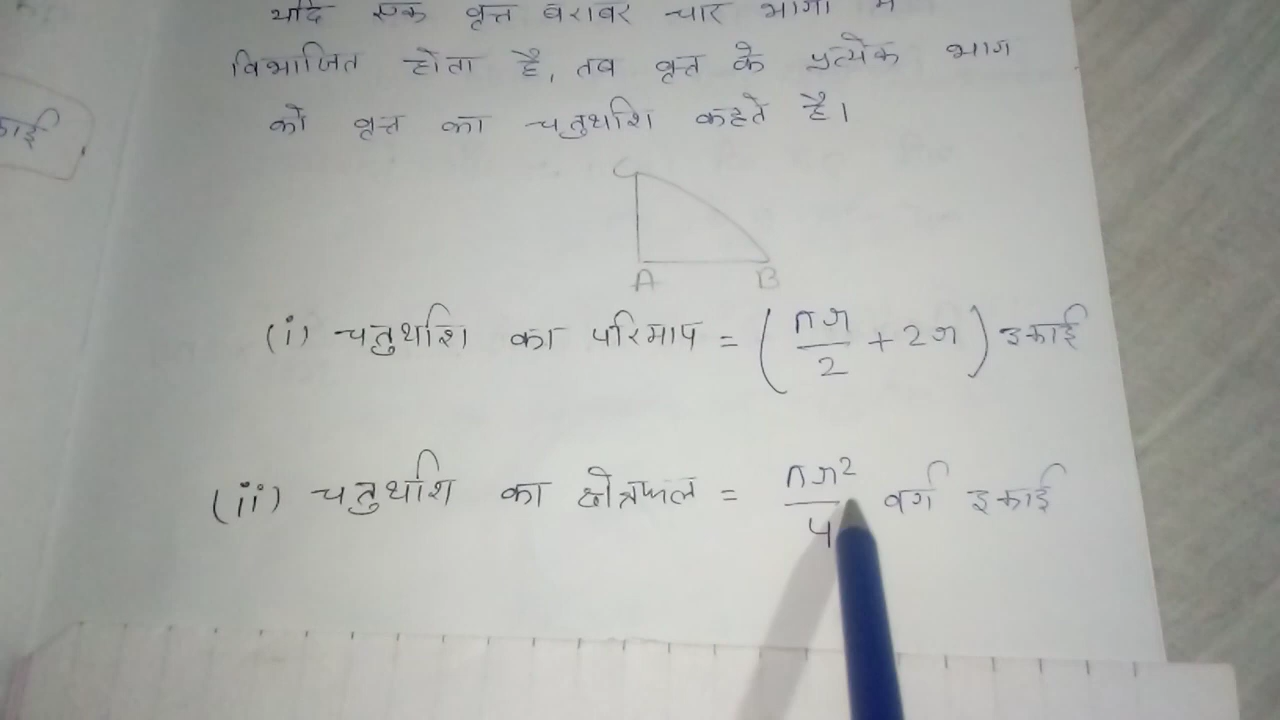 यदि एक वृत्त बराबर चार भागों में
विभाजित होता है, तब वृत्त के प्रत्येक भाग
को वृत्त का चतुर्थांश कहते है।
काई
C
A B
(i) चतुर्थांश का परिमाप = (πr/2 + 2r) इकाई
(ii) चतुर्थांश का क्षेत्रफल = πr²/4 वर्ग इकाई